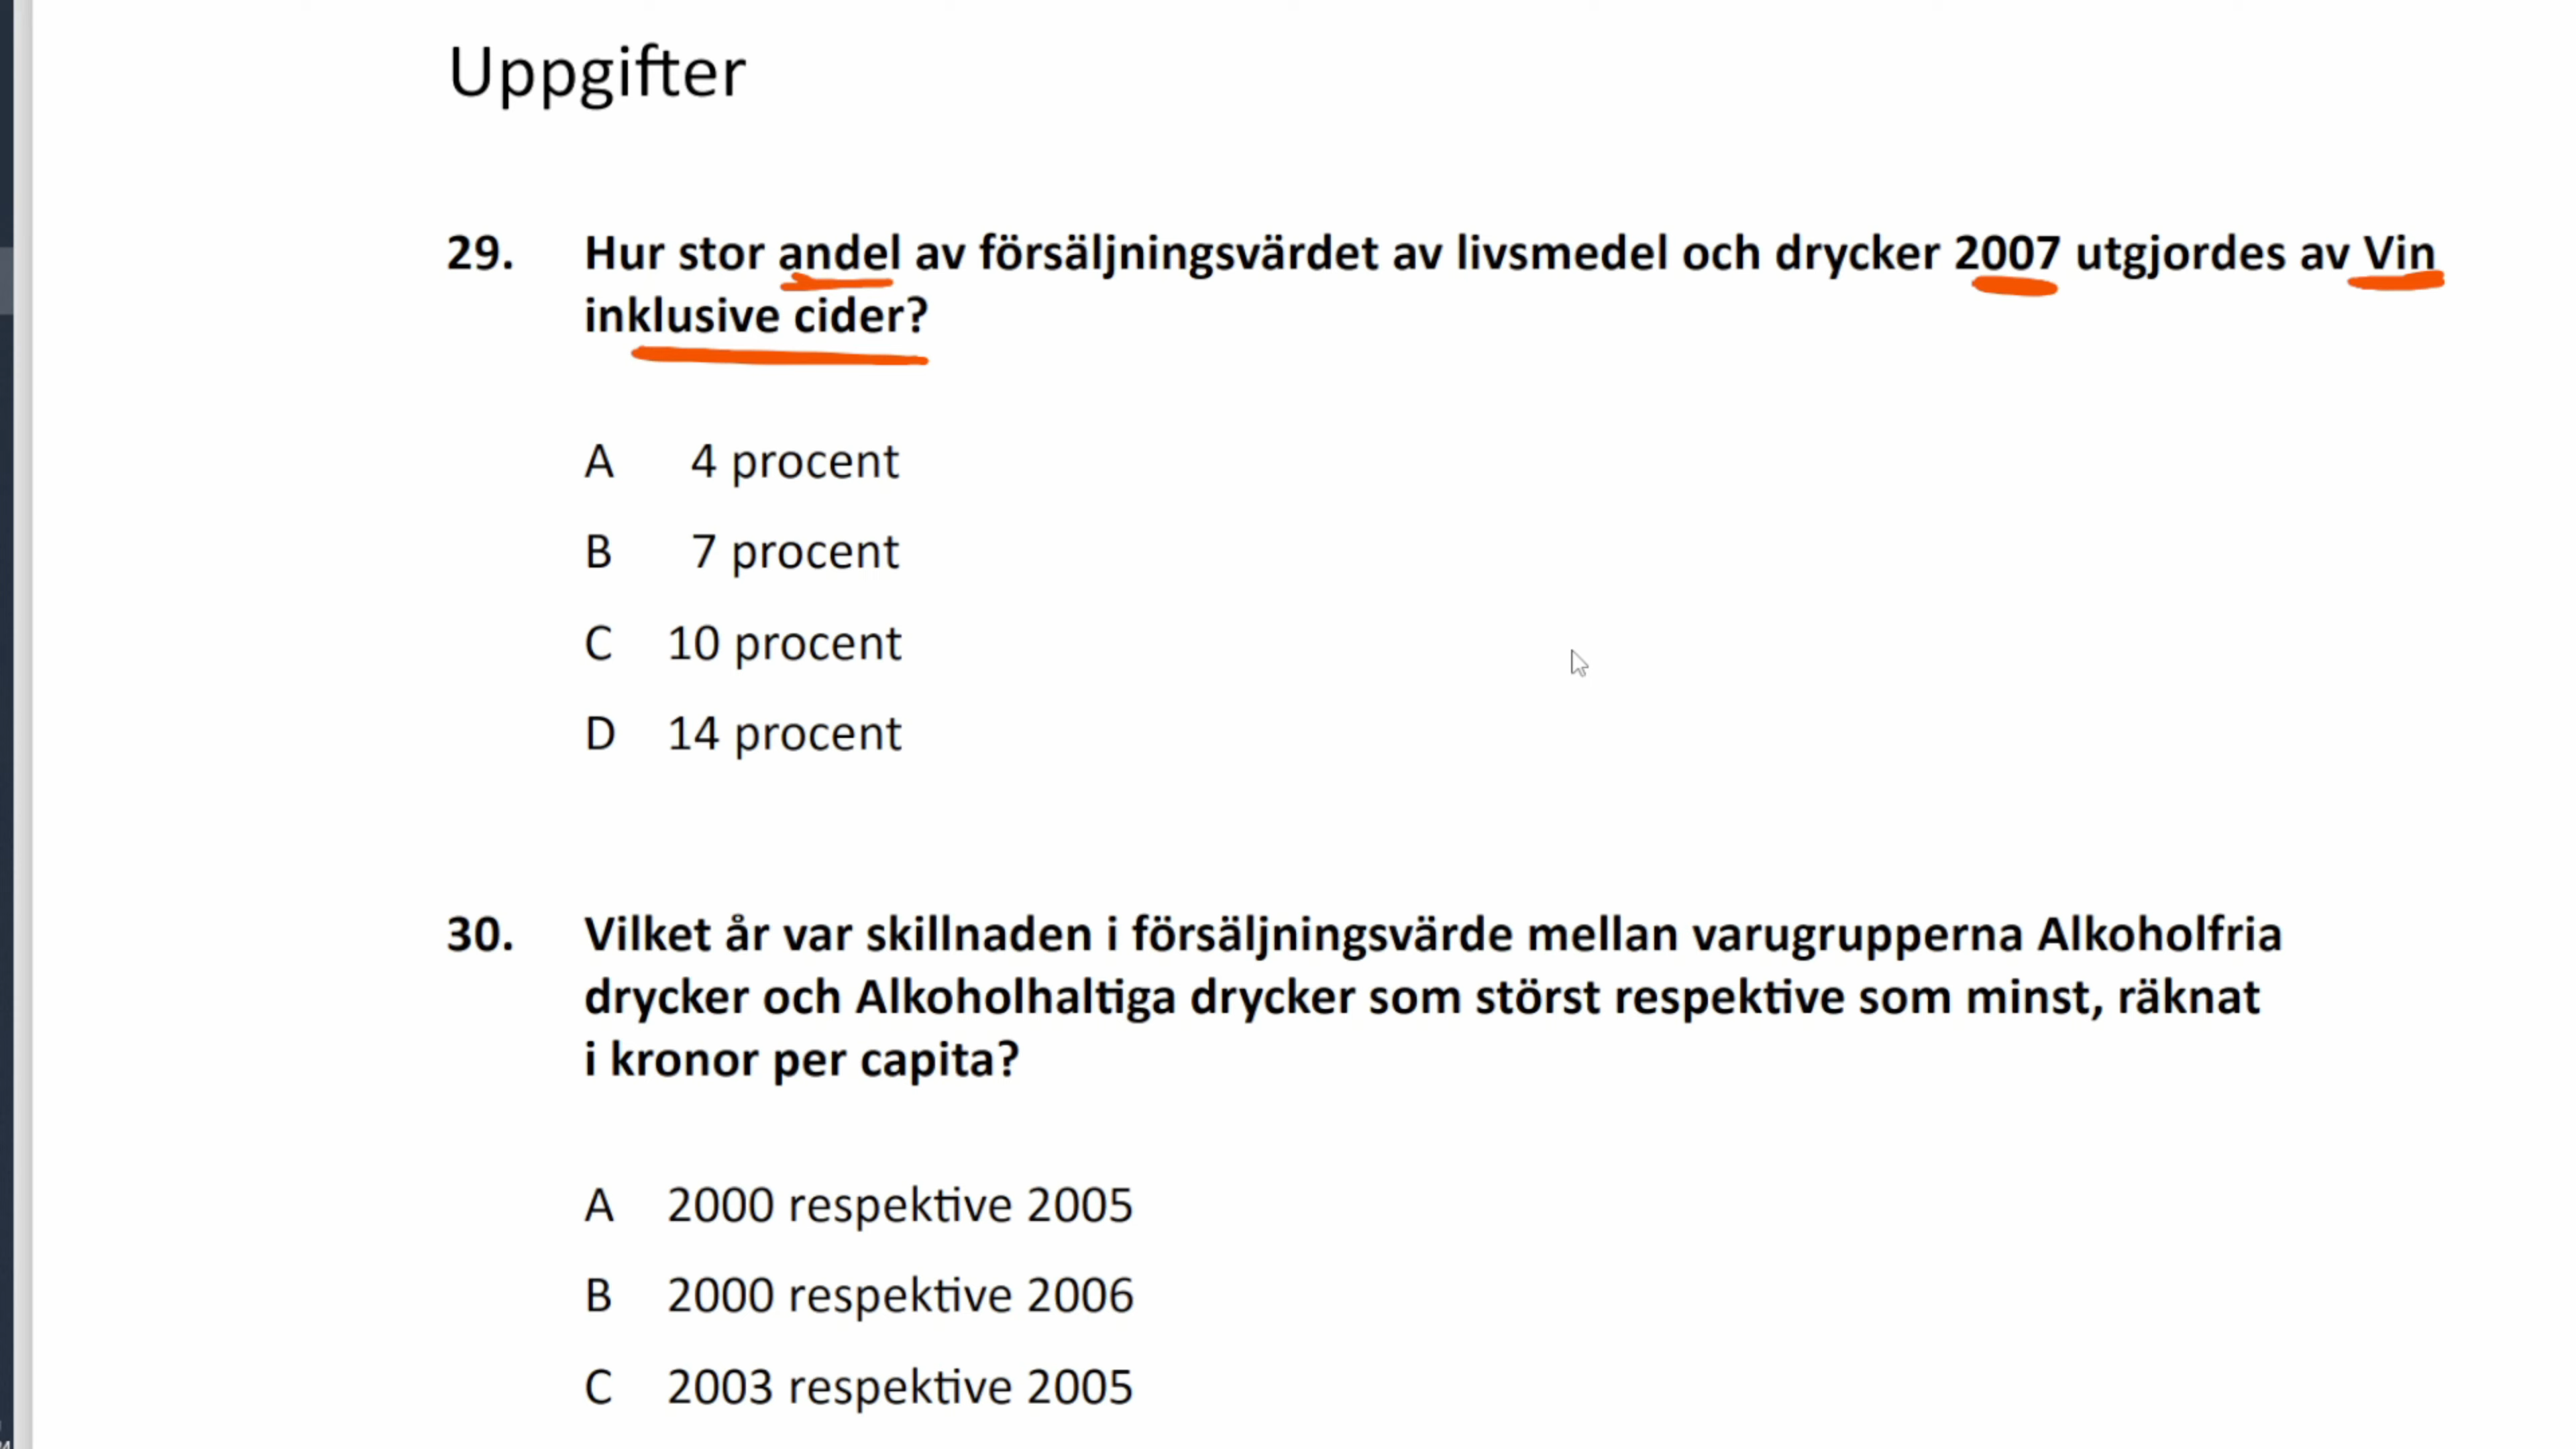 Uppgifter
29. Hur stor andel av försäljningsvärdet av livsmedel och drycker 2007 utgjordes av Vin
inklusive cider?
A 4 procent
B 7 procent
C 10 procent
D 14 procent
30. Vilket år var skillnaden i försäljningsvärde mellan varugrupperna Alkoholfria
drycker och Alkoholhaltiga drycker som störst respektive som minst, räknat
i kronor per capita?
A 2000 respektive 2005
B 2000 respektive 2006
C 2003 respektive 2005